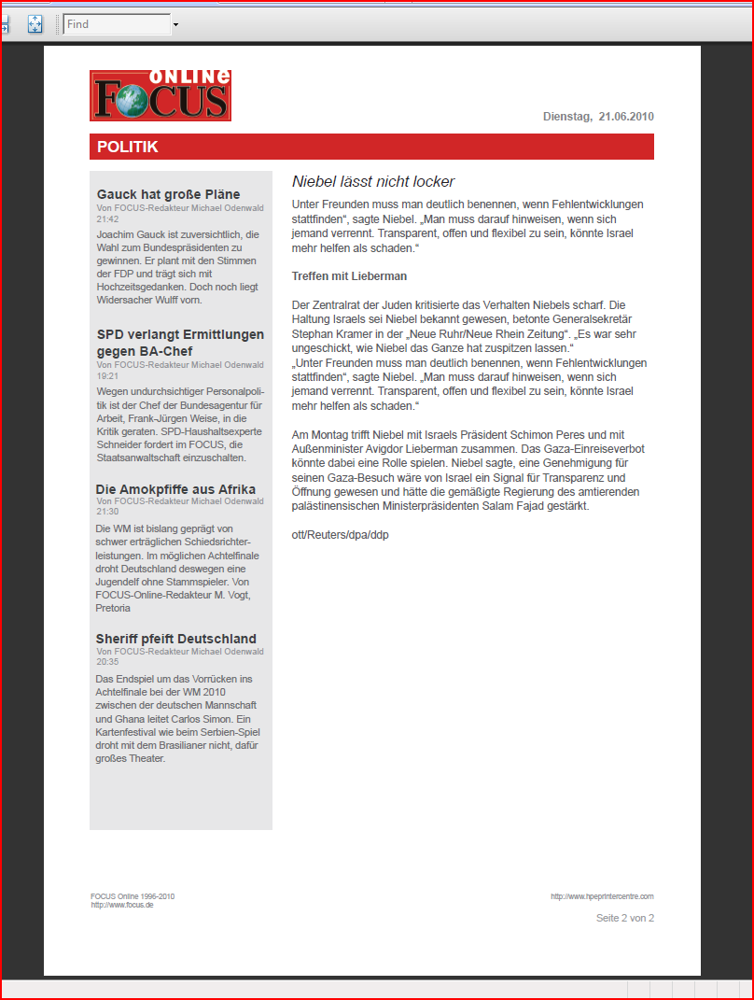 Find
ONLINE
FOCUS
Dienstag, 21.06.2010
POLITIK
Gauck hat große Pläne
Von FOCUS-Redakteur Michael Odenwald
21:42
Joachim Gauck ist zuversichtlich, die
Wahl zum Bundespräsidenten zu
gewinnen. Er plant mit den Stimmen
der FDP und trägt sich mit
Hochzeitsgedanken. Doch noch liegt
Widersacher Wulff vorn.
SPD verlangt Ermittlungen
gegen BA-Chef
Von FOCUS-Redakteur Michael Odenwald
19:21
Wegen undurchsichtiger Personalpoli-
tik ist der Chef der Bundesagentur für
Arbeit, Frank-Jürgen Weise, in die
Kritik geraten. SPD-Haushaltsexperte
Schneider fordert im FOCUS, die
Staatsanwaltschaft einzuschalten.
Die Amokpfiffe aus Afrika
Von FOCUS-Redakteur Michael Odenwald
21:30
Die WM ist bislang geprägt von
schwer erträglichen Schiedsrichter-
leistungen. Im möglichen Achtelfinale
droht Deutschland deswegen eine
Jugendelf ohne Stammspieler. Von
FOCUS-Online-Redakteur M. Vogt,
Pretoria
Sheriff pfeift Deutschland
Von FOCUS-Redakteur Michael Odenwald
20:35
Das Endspiel um das Vorrücken ins
Achtelfinale bei der WM 2010
zwischen der deutschen Mannschaft
und Ghana leitet Carlos Simon. Ein
Kartenfestival wie beim Serbien-Spiel
droht mit dem Brasilianer nicht, dafür
großes Theater.
Niebel lässt nicht locker
Unter Freunden muss man deutlich benennen, wenn Fehlentwicklungen
stattfinden“, sagte Niebel. „Man muss darauf hinweisen, wenn sich
jemand verrennt. Transparent, offen und flexibel zu sein, könnte Israel
mehr helfen als schaden.“
Treffen mit Lieberman
Der Zentralrat der Juden kritisierte das Verhalten Niebels scharf. Die
Haltung Israels sei Niebel bekannt gewesen, betonte Generalsekretär
Stephan Kramer in der „Neue Ruhr/Neue Rhein Zeitung“. „Es war sehr
ungeschickt, wie Niebel das Ganze hat zuspitzen lassen.“
„Unter Freunden muss man deutlich benennen, wenn Fehlentwicklungen
stattfinden“, sagte Niebel. „Man muss darauf hinweisen, wenn sich
jemand verrennt. Transparent, offen und flexibel zu sein, könnte Israel
mehr helfen als schaden.“
Am Montag trifft Niebel mit Israels Präsident Schimon Peres und mit
Außenminister Avigdor Lieberman zusammen. Das Gaza-Einreiseverbot
könnte dabei eine Rolle spielen. Niebel sagte, eine Genehmigung für
seinen Gaza-Besuch wäre von Israel ein Signal für Transparenz und
Öffnung gewesen und hätte die gemäßigte Regierung des amtierenden
palästinensischen Ministerpräsidenten Salam Fajad gestärkt.
ott/Reuters/dpa/ddp
FOCUS Online 1996-2010
http://www.focus.de
http://www.hpeprintercentre.com
Seite 2 von 2